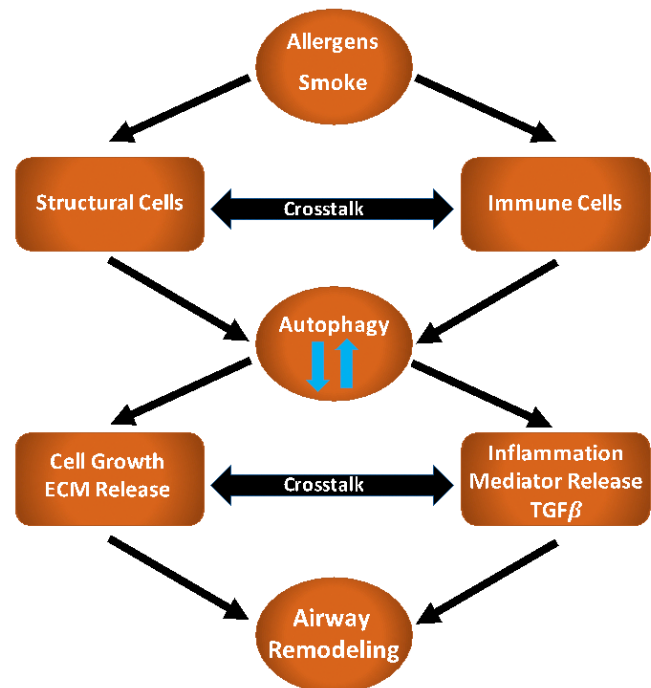 Allergens
Smoke
Structural Cells
Crosstalk
Immune Cells
Autophagy
Cell Growth
ECM Release
Crosstalk
Inflammation
Mediator Release
TGFβ
Airway
Remodeling